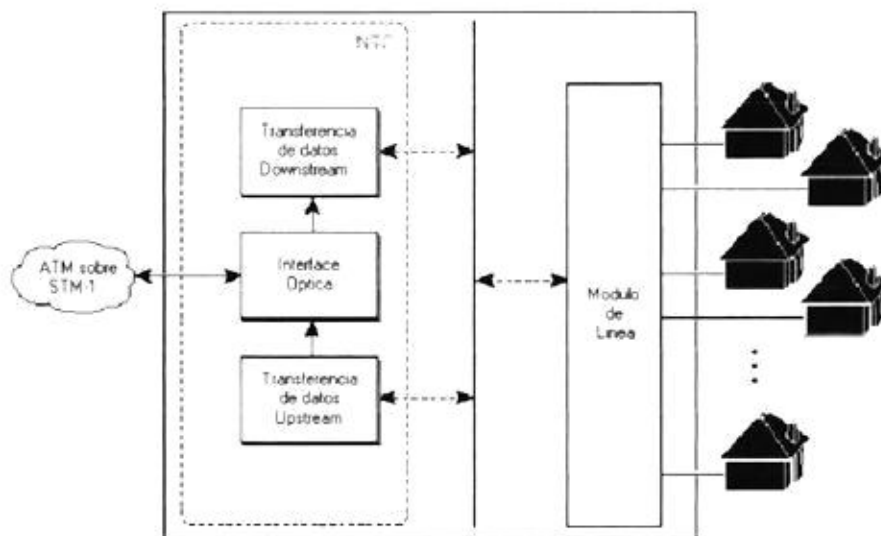 Transferencia
de datos
Downstream
ATM sobre
STM-1
Interface
Optica
Modulo
de
Linea
Transferencia
de datos
Upstream